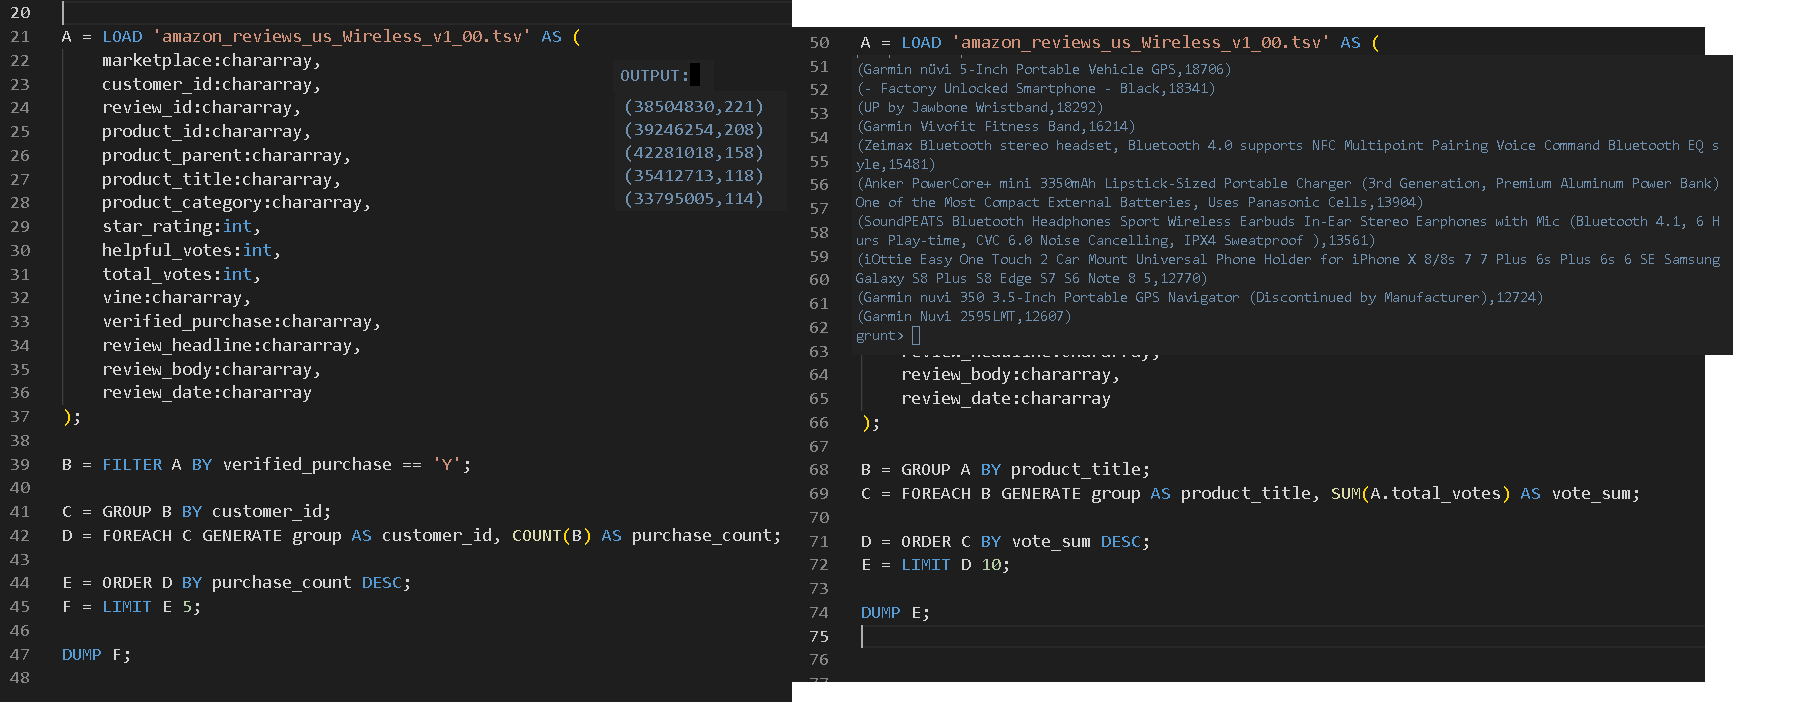 20
21 A = LOAD 'amazon_reviews_us_Wireless_v1_00.tsv' AS (
22 marketplace:chararray,
23 customer_id:chararray,
24 review_id:chararray,
25 product_id:chararray,
26 product_parent:chararray,
27 product_title:chararray,
28 product_category:chararray,
29 star_rating:int,
30 helpful_votes:int,
31 total_votes:int,
32 vine:chararray,
33 verified_purchase:chararray,
34 review_headline:chararray,
35 review_body:chararray,
36 review_date:chararray
37 );
38
39 B = FILTER A BY verified_purchase == 'Y';
40
41 C = GROUP B BY customer_id;
42 D = FOREACH C GENERATE group AS customer_id, COUNT(B) AS purchase_count;
43
44 E = ORDER D BY purchase_count DESC;
45 F = LIMIT E 5;
46
47 DUMP F;
48
OUTPUT:
(38504830,221)
(39246254,208)
(42281018,158)
(35412713,118)
(33795005,114)
50 A = LOAD 'amazon_reviews_us_Wireless_v1_00.tsv' AS (
51
52
53
54
55
56
57
58
59
60
61
62
(Garmin nüvi 5-Inch Portable Vehicle GPS,18706)
(- Factory Unlocked Smartphone - Black,18341)
(UP by Jawbone Wristband,18292)
(Garmin Vivofit Fitness Band,16214)
(Zeimax Bluetooth stereo headset, Bluetooth 4.0 supports NFC Multipoint Pairing Voice Command Bluetooth EQ s
yle,15481)
(Anker PowerCore+ mini 3350mAh Lipstick-Sized Portable Charger (3rd Generation, Premium Aluminum Power Bank)
One of the Most Compact External Batteries, Uses Panasonic Cells,13904)
(SoundPEATS Bluetooth Headphones Sport Wireless Earbuds In-Ear Stereo Earphones with Mic (Bluetooth 4.1, 6 H
urs Play-time, CVC 6.0 Noise Cancelling, IPX4 Sweatproof ),13561)
(iOttie Easy One Touch 2 Car Mount Universal Phone Holder for iPhone X 8/8s 7 7 Plus 6s Plus 6s 6 SE Samsung
Galaxy S8 Plus S8 Edge S7 S6 Note 8 5,12770)
(Garmin nuvi 350 3.5-Inch Portable GPS Navigator (Discontinued by Manufacturer),12724)
(Garmin Nuvi 2595LMT,12607)
grunt>
63 review_headline:chararray,
64 review_body:chararray,
65 review_date:chararray
66 );
67
68 B = GROUP A BY product_title;
69 C = FOREACH B GENERATE group AS product_title, SUM(A.total_votes) AS vote_sum;
70
71 D = ORDER C BY vote_sum DESC;
72 E = LIMIT D 10;
73
74 DUMP E;
75
76
77